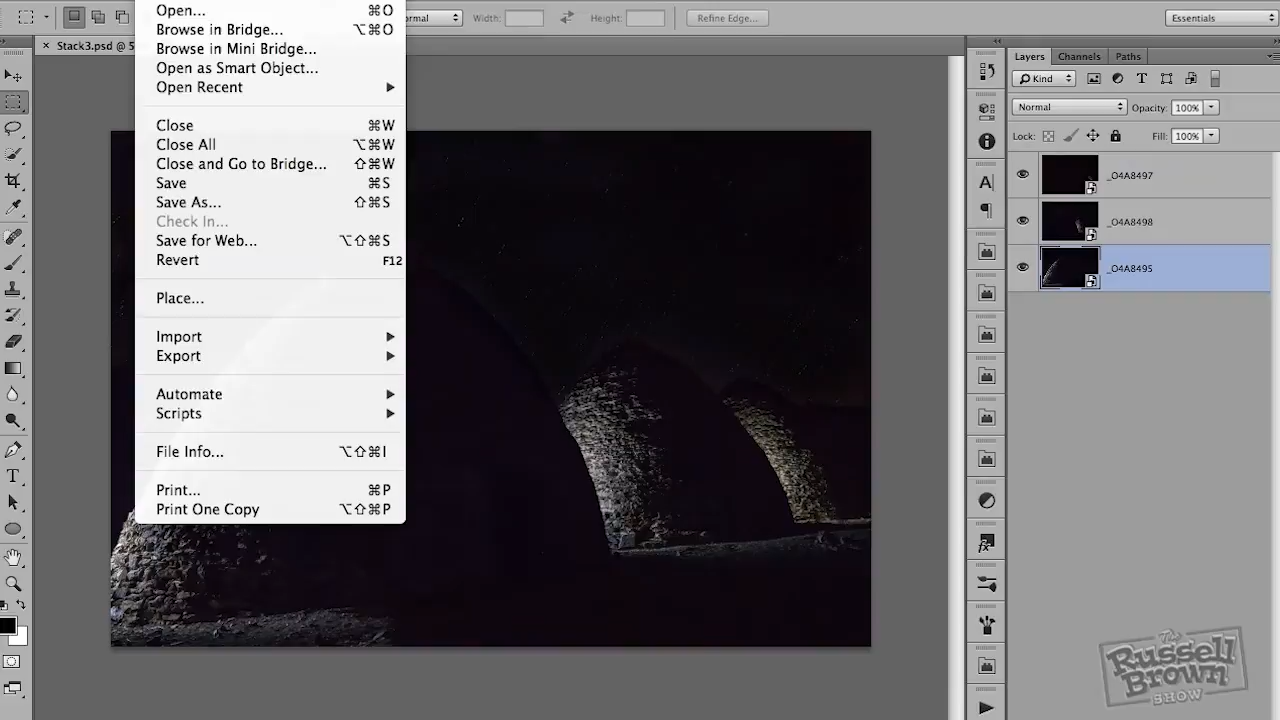 Open... ⌘O
Browse in Bridge... ⌥⌘O
Browse in Mini Bridge...
Open as Smart Object...
Open Recent
Close ⌘W
Close All ⌥⌘W
Close and Go to Bridge... ⇧⌘W
Save ⌘S
Save As... ⇧⌘S
Check In...
Save for Web... ⌥⇧⌘S
Revert F12
Place...
Import
Export
Automate
Scripts
File Info... ⌥⇧⌘I
Print... ⌘P
Print One Copy ⌥⇧⌘P
Width: Height: Refine Edge... Essentials
Stack3.psd @ 5
Layers Channels Paths
Kind
Normal Opacity: 100%
Lock: Fill: 100%
_O4A8497
_O4A8498
_O4A8495
The
Russell
Brown
SHOW